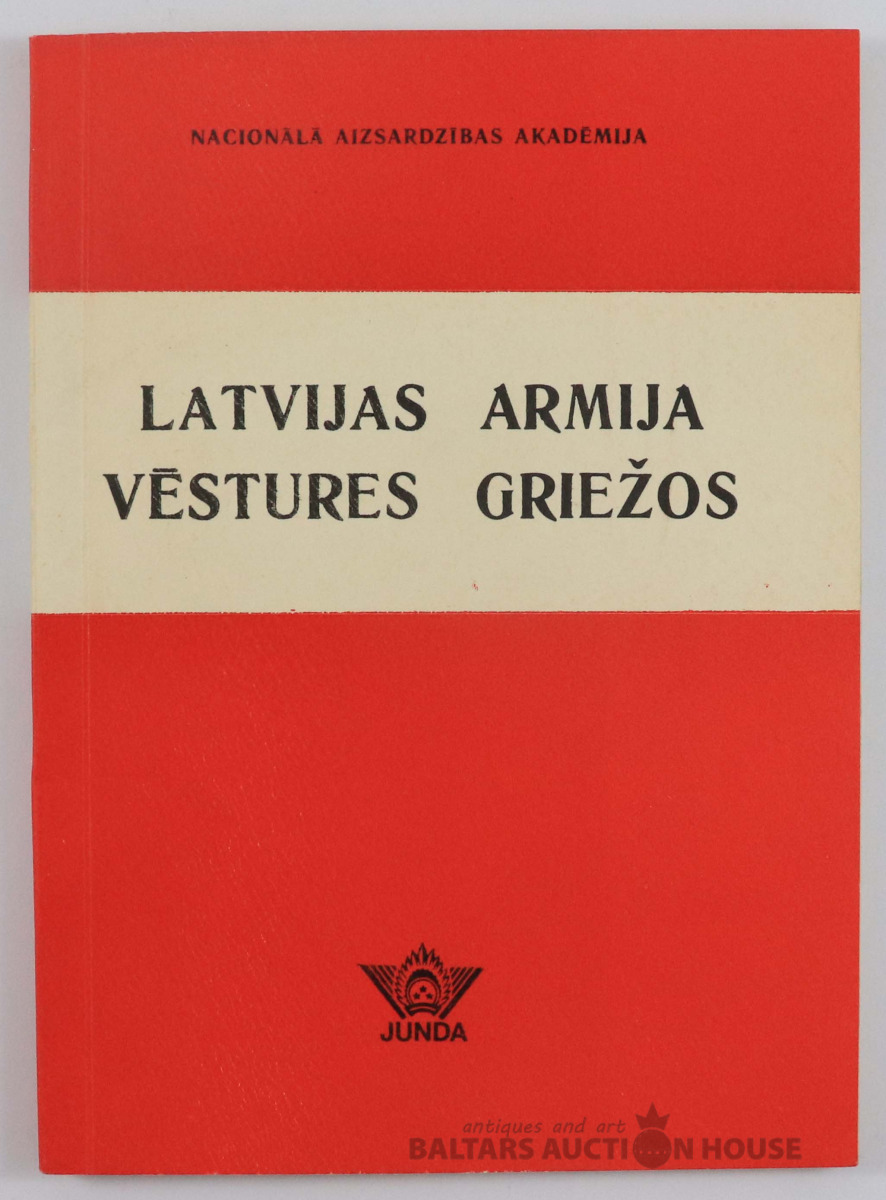 NACIONĀLĀ AIZSARDZĪBAS AKADĒMIJA
LATVIJAS ARMIJA
VĒSTURES GRIEŽOS
JUNDA
antiques and art
BALTARS AUCTION HOUSE